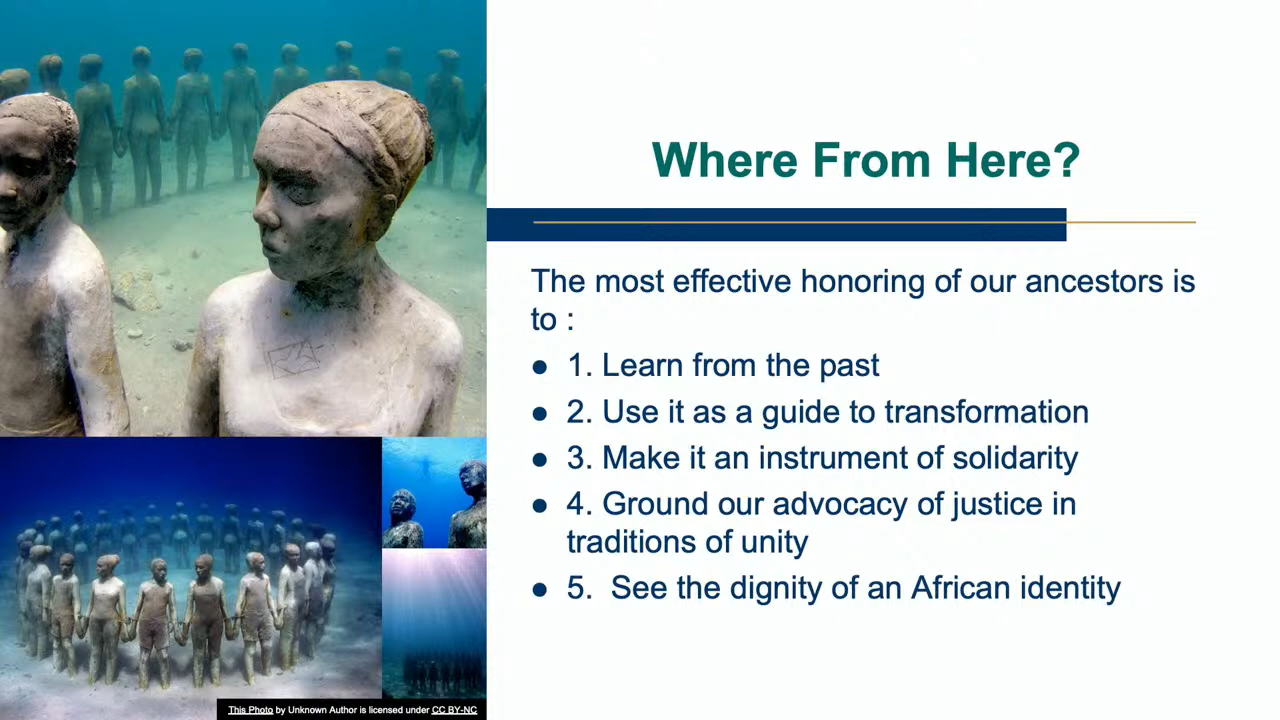 Where From Here?
The most effective honoring of our ancestors is
to :
● 1. Learn from the past
● 2. Use it as a guide to transformation
● 3. Make it an instrument of solidarity
● 4. Ground our advocacy of justice in
traditions of unity
● 5.  See the dignity of an African identity
This Photo by Unknown Author is licensed under CC BY-NC